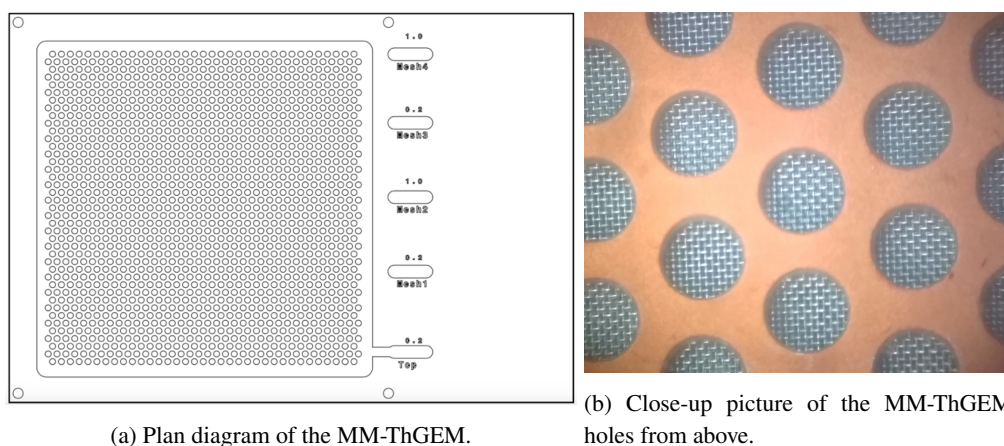 1.0
Mesh4
0.2
Mesh3
1.0
Mesh2
0.2
Mesh1
0.2
Top
(a) Plan diagram of the MM-ThGEM.
(b) Close-up picture of the MM-ThGEM
holes from above.